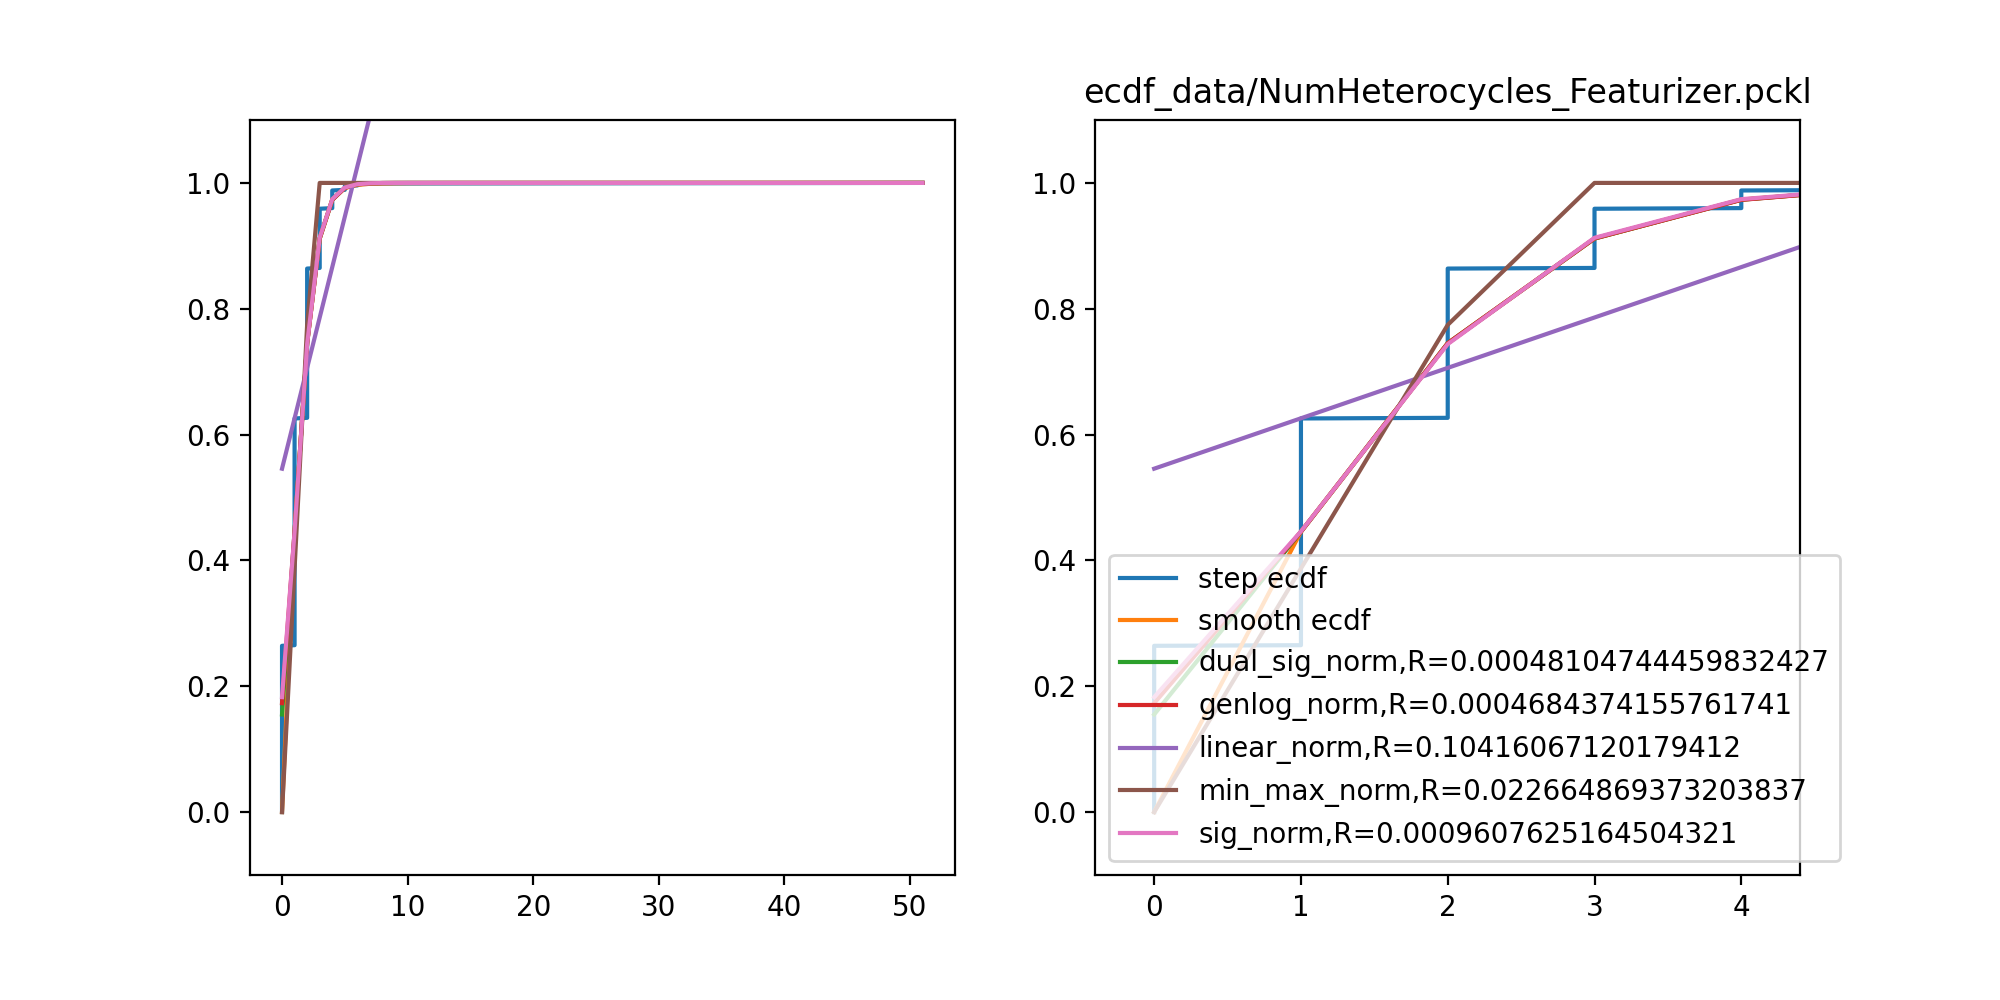 ecdf_data/NumHeterocycles_Featurizer.pckl
1.0
0.8
0.6
0.4
0.2
0.0
0 10 20 30 40 50
1.0
0.8
0.6
0.4
0.2
0.0
step ecdf
smooth ecdf
dual_sig_norm,R=0.00048104744459832427
genlog_norm,R=0.0004684374155761741
linear_norm,R=0.10416067120179412
min_max_norm,R=0.022664869373203837
sig_norm,R=0.0009607625164504321
0 1 2 3 4